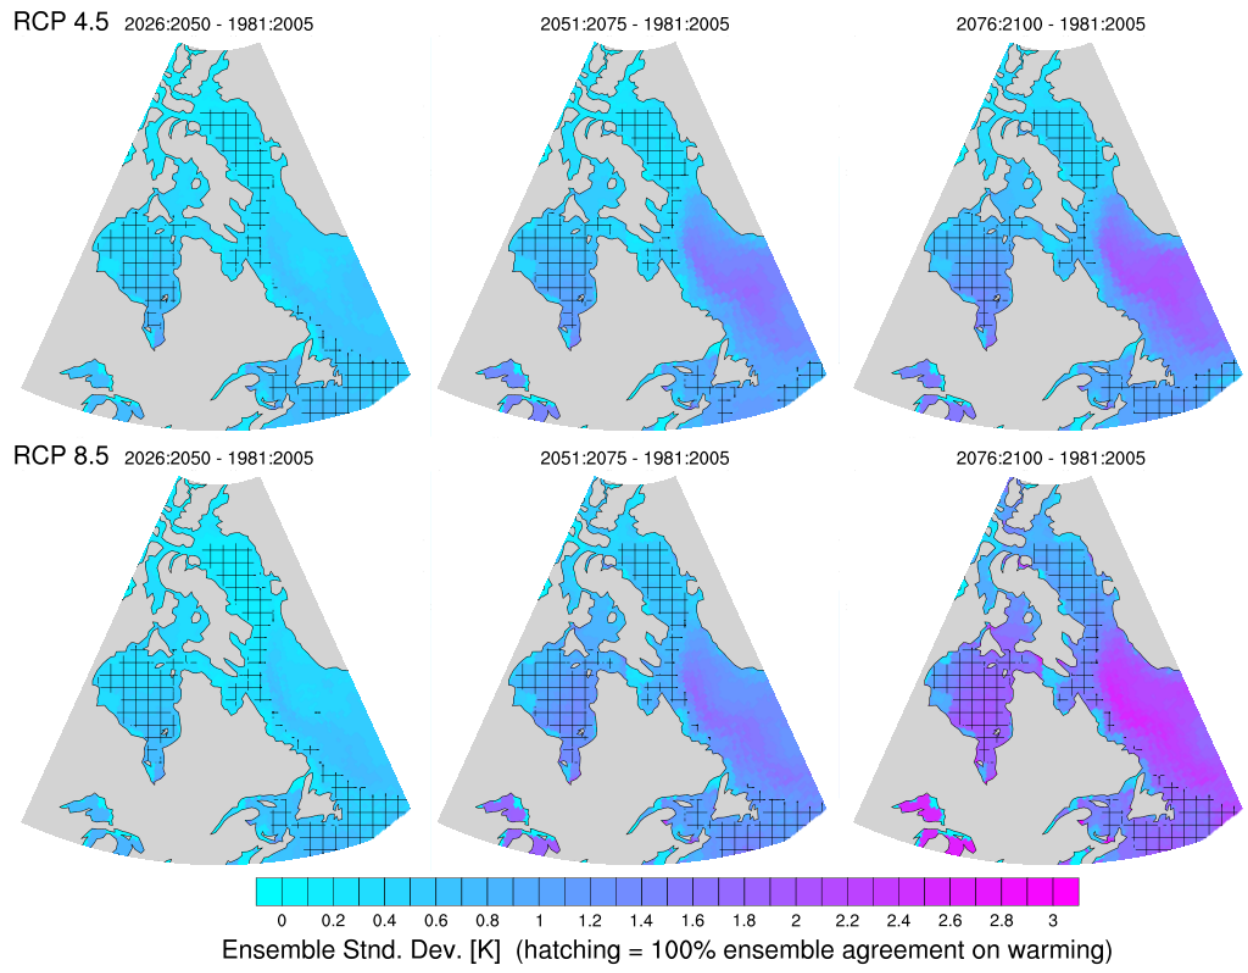 RCP 4.5 2026:2050 - 1981:2005 2051:2075 - 1981:2005 2076:2100 - 1981:2005
RCP 8.5 2026:2050 - 1981:2005 2051:2075 - 1981:2005 2076:2100 - 1981:2005
0 0.2 0.4 0.6 0.8 1 1.2 1.4 1.6 1.8 2 2.2 2.4 2.6 2.8 3
Ensemble Stnd. Dev. [K] (hatching = 100% ensemble agreement on warming)